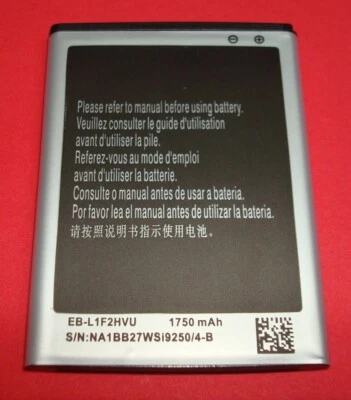 Please refer to manual before using battery.
Veuillez consulter le guide d'utilisation
avant d'utiliser la pile.
Referez-vous au mode d'emploi
avant d'utiliser la batterie.
Consulte o manual antes de usar a bateria.
Por favor lea el manual antes de utilizar la bateria.
请按照说明书指示使用电池。
EB-L1F2HVU 1750 mAh
S/N:NA1BB27WSi9250/4-B